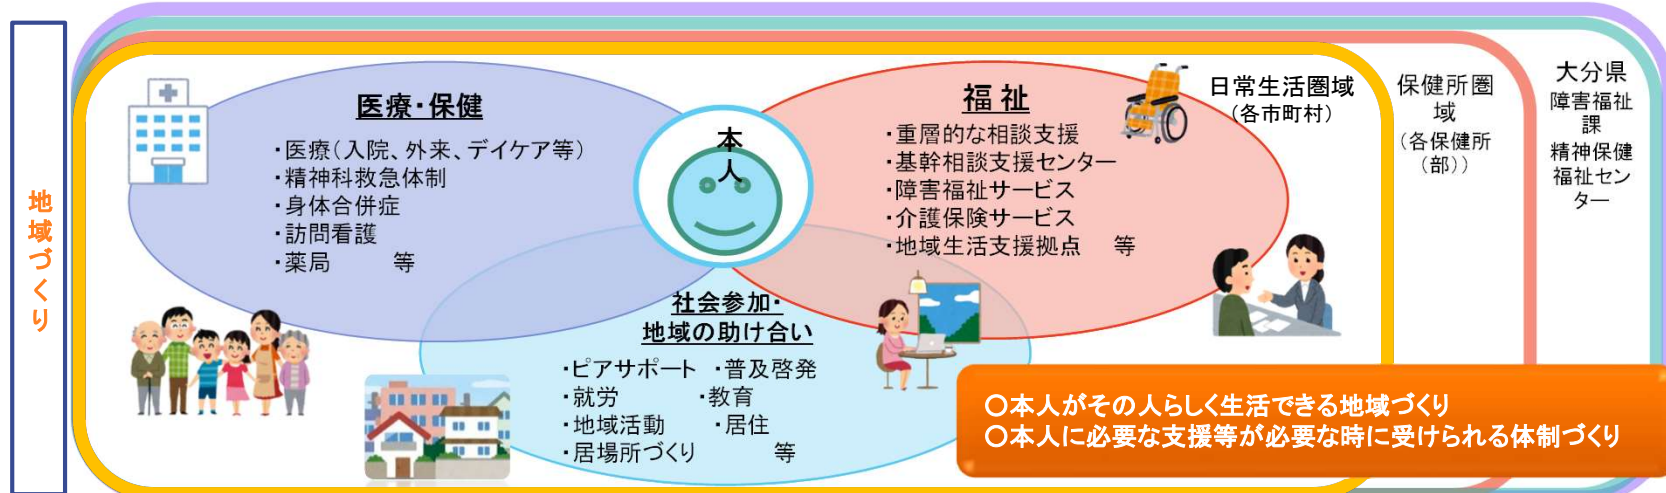 地域づくり
医療・保健
・医療（入院、外来、デイケア等）
・精神科救急体制
・身体合併症
・訪問看護
・薬局　　　等
本人
福 祉
・重層的な相談支援
・基幹相談支援センター
・障害福祉サービス
・介護保険サービス
・地域生活支援拠点　等
社会参加・
地域の助け合い
・ピアサポート ・普及啓発
・就労　　　　・教育
・地域活動　　・居住
・居場所づくり　　　　等
日常生活圏域
（各市町村）
保健所圏
域
（各保健所
（部））
大分県
障害福祉
課
精神保健
福祉セン
ター
〇本人がその人らしく生活できる地域づくり
〇本人に必要な支援等が必要な時に受けられる体制づくり